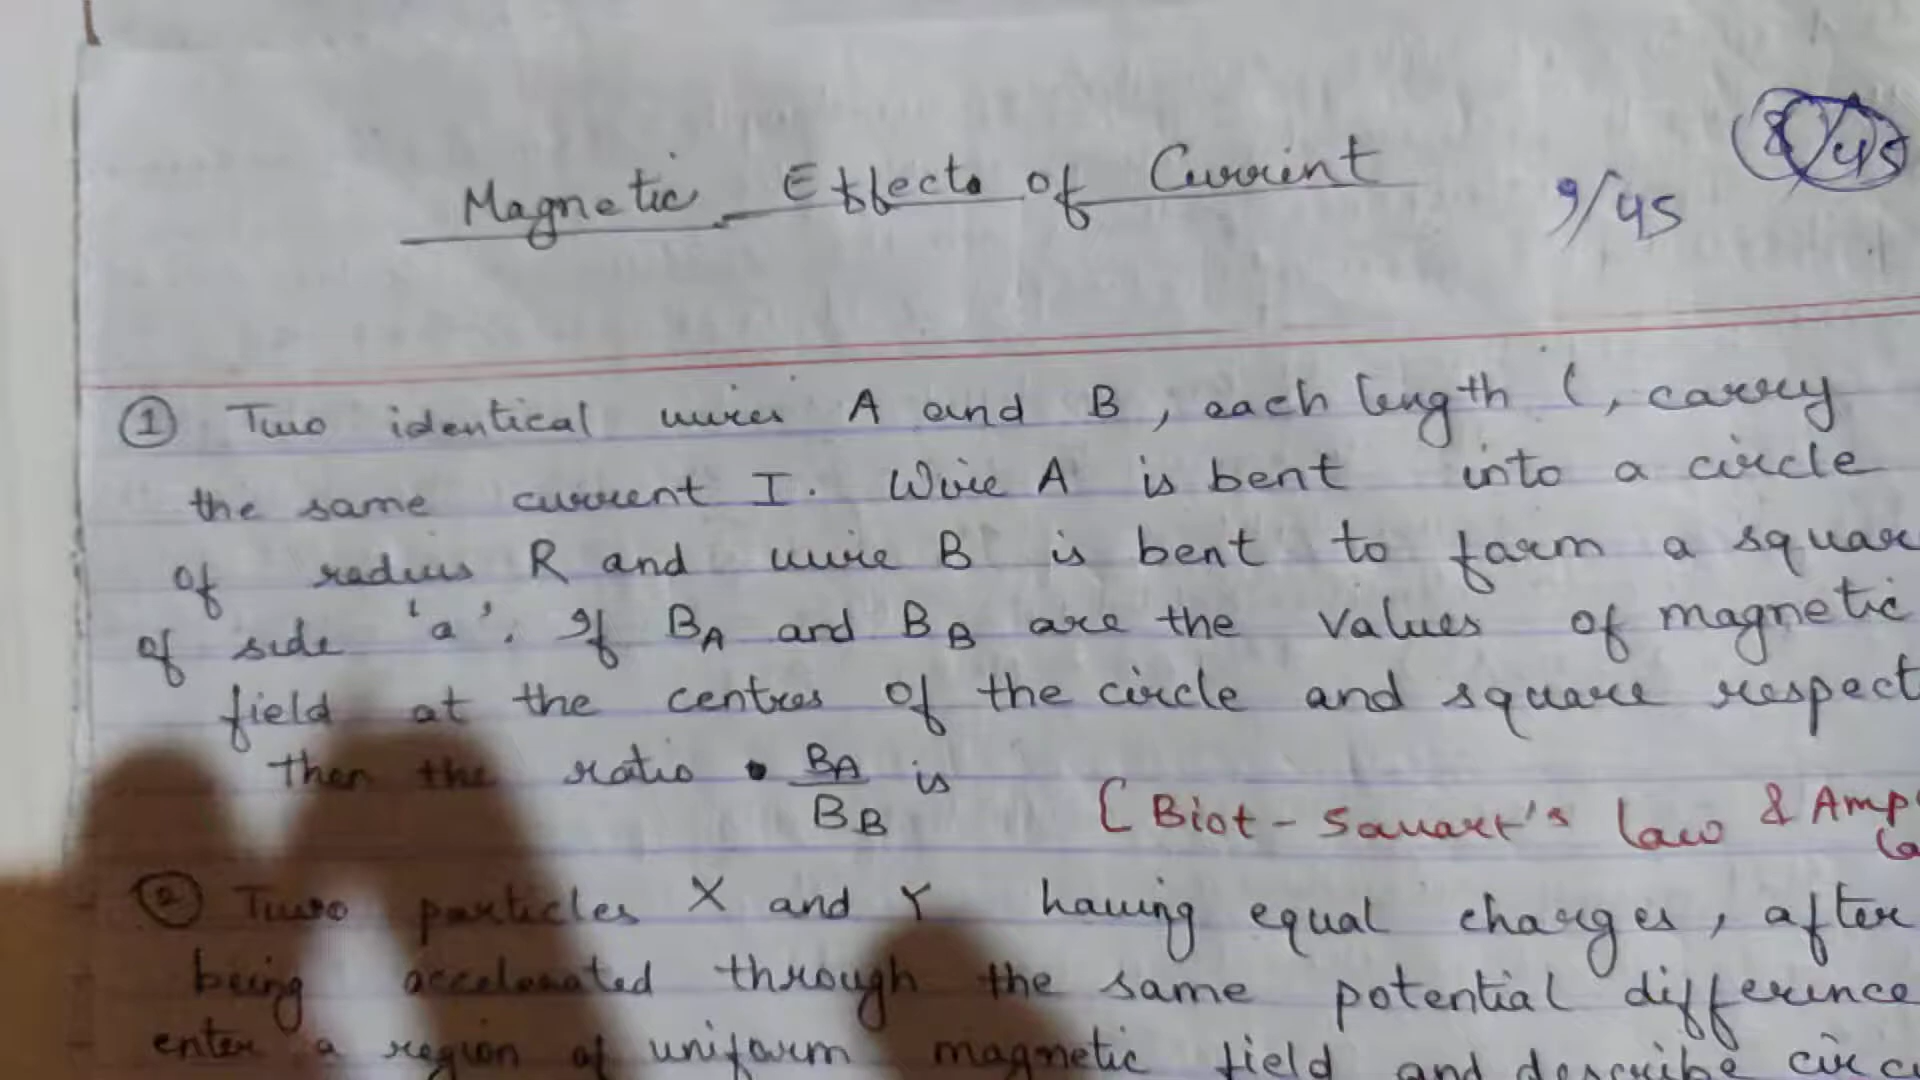 Magnetic Effects of Current
8/45
9/45
① Two identical wires A and B, each length l, carry
the same current I. Wire A is bent into a circle
of radius R and wire B is bent to form a squar
of side 'a'. If BA and BB are the values of magnetic
field at the centres of the circle and square respect
then the ratio BA/BB is
[Biot-Savart's law & Amp
la
② Two particles X and Y having equal charges, after
being accelerated through the same potential difference
enter a region of uniform magnetic field and describe circ